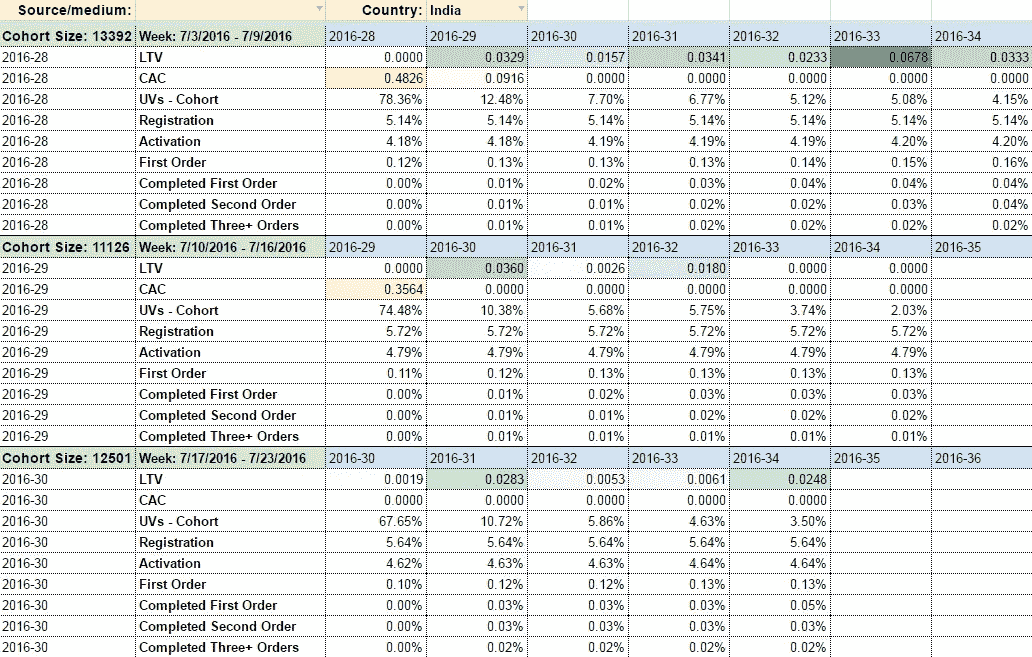 Source/medium: Country: India
Cohort Size: 13392 Week: 7/3/2016 - 7/9/2016 2016-28 2016-29 2016-30 2016-31 2016-32 2016-33 2016-34
2016-28 LTV 0.0000 0.0329 0.0157 0.0341 0.0233 0.0678 0.0333
2016-28 CAC 0.4826 0.0916 0.0000 0.0000 0.0000 0.0000 0.0000
2016-28 UVs - Cohort 78.36% 12.48% 7.70% 6.77% 5.12% 5.08% 4.15%
2016-28 Registration 5.14% 5.14% 5.14% 5.14% 5.14% 5.14% 5.14%
2016-28 Activation 4.18% 4.18% 4.19% 4.19% 4.19% 4.20% 4.20%
2016-28 First Order 0.12% 0.13% 0.13% 0.13% 0.14% 0.15% 0.16%
2016-28 Completed First Order 0.00% 0.01% 0.02% 0.03% 0.04% 0.04% 0.04%
2016-28 Completed Second Order 0.00% 0.01% 0.01% 0.02% 0.02% 0.03% 0.04%
2016-28 Completed Three+ Orders 0.00% 0.01% 0.01% 0.02% 0.02% 0.02% 0.02%
Cohort Size: 11126 Week: 7/10/2016 - 7/16/2016 2016-29 2016-30 2016-31 2016-32 2016-33 2016-34 2016-35
2016-29 LTV 0.0000 0.0360 0.0026 0.0180 0.0000 0.0000
2016-29 CAC 0.3564 0.0000 0.0000 0.0000 0.0000 0.0000
2016-29 UVs - Cohort 74.48% 10.38% 5.68% 5.75% 3.74% 2.03%
2016-29 Registration 5.72% 5.72% 5.72% 5.72% 5.72% 5.72%
2016-29 Activation 4.79% 4.79% 4.79% 4.79% 4.79% 4.79%
2016-29 First Order 0.11% 0.12% 0.13% 0.13% 0.13% 0.13%
2016-29 Completed First Order 0.00% 0.01% 0.02% 0.03% 0.03% 0.03%
2016-29 Completed Second Order 0.00% 0.01% 0.01% 0.02% 0.02% 0.02%
2016-29 Completed Three+ Orders 0.00% 0.01% 0.01% 0.01% 0.01% 0.01%
Cohort Size: 12501 Week: 7/17/2016 - 7/23/2016 2016-30 2016-31 2016-32 2016-33 2016-34 2016-35 2016-36
2016-30 LTV 0.0019 0.0283 0.0053 0.0061 0.0248
2016-30 CAC 0.0000 0.0000 0.0000 0.0000 0.0000
2016-30 UVs - Cohort 67.65% 10.72% 5.86% 4.63% 3.50%
2016-30 Registration 5.64% 5.64% 5.64% 5.64% 5.64%
2016-30 Activation 4.62% 4.63% 4.63% 4.64% 4.64%
2016-30 First Order 0.10% 0.12% 0.12% 0.13% 0.13%
2016-30 Completed First Order 0.00% 0.03% 0.03% 0.03% 0.05%
2016-30 Completed Second Order 0.00% 0.03% 0.03% 0.03% 0.03%
2016-30 Completed Three+ Orders 0.00% 0.02% 0.02% 0.02% 0.02%